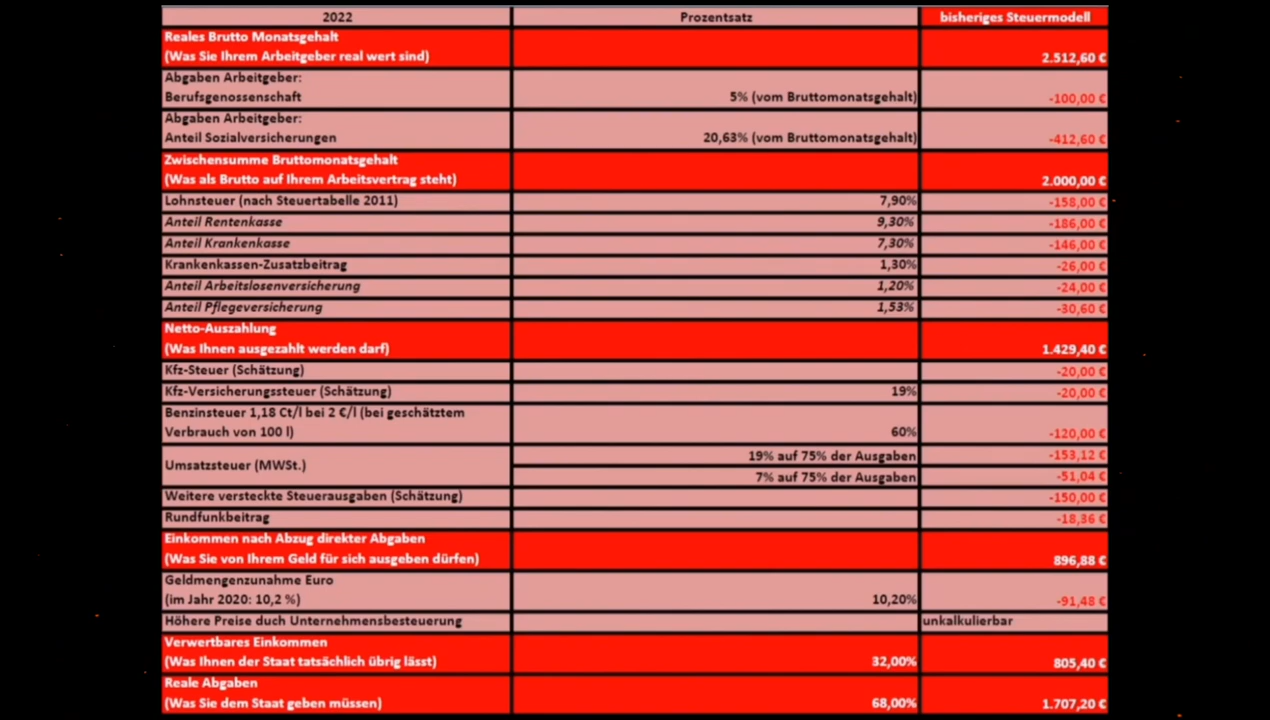 2022 Prozentsatz bisheriges Steuermodell
Reales Brutto Monatsgehalt
(Was Sie Ihrem Arbeitgeber real wert sind) 2.512,60 €
Abgaben Arbeitgeber:
Berufsgenossenschaft 5% (vom Bruttomonatsgehalt) -100,00 €
Abgaben Arbeitgeber:
Anteil Sozialversicherungen 20,63% (vom Bruttomonatsgehalt) -412,60 €
Zwischensumme Bruttomonatsgehalt
(Was als Brutto auf Ihrem Arbeitsvertrag steht) 2.000,00 €
Lohnsteuer (nach Steuertabelle 2011) 7,90% -158,00 €
Anteil Rentenkasse 9,30% -186,00 €
Anteil Krankenkasse 7,30% -146,00 €
Krankenkassen-Zusatzbeitrag 1,30% -26,00 €
Anteil Arbeitslosenversicherung 1,20% -24,00 €
Anteil Pflegeversicherung 1,53% -30,60 €
Netto-Auszahlung
(Was Ihnen ausgezahlt werden darf) 1.429,40 €
Kfz-Steuer (Schätzung) -20,00 €
Kfz-Versicherungssteuer (Schätzung) 19% -20,00 €
Benzinsteuer 1,18 Ct/l bei 2 €/l (bei geschätztem
Verbrauch von 100 l) 60% -120,00 €
Umsatzsteuer (MWSt.) 19% auf 75% der Ausgaben -153,12 €
7% auf 75% der Ausgaben -51,04 €
Weitere versteckte Steuerausgaben (Schätzung) -150,00 €
Rundfunkbeitrag -18,36 €
Einkommen nach Abzug direkter Abgaben
(Was Sie von Ihrem Geld für sich ausgeben dürfen) 896,88 €
Geldmengenzunahme Euro
(im Jahr 2020: 10,2 %) 10,20% -91,48 €
Höhere Preise duch Unternehmensbesteuerung unkalkulierbar
Verwertbares Einkommen
(Was Ihnen der Staat tatsächlich übrig lässt) 32,00% 805,40 €
Reale Abgaben
(Was Sie dem Staat geben müssen) 68,00% 1.707,20 €